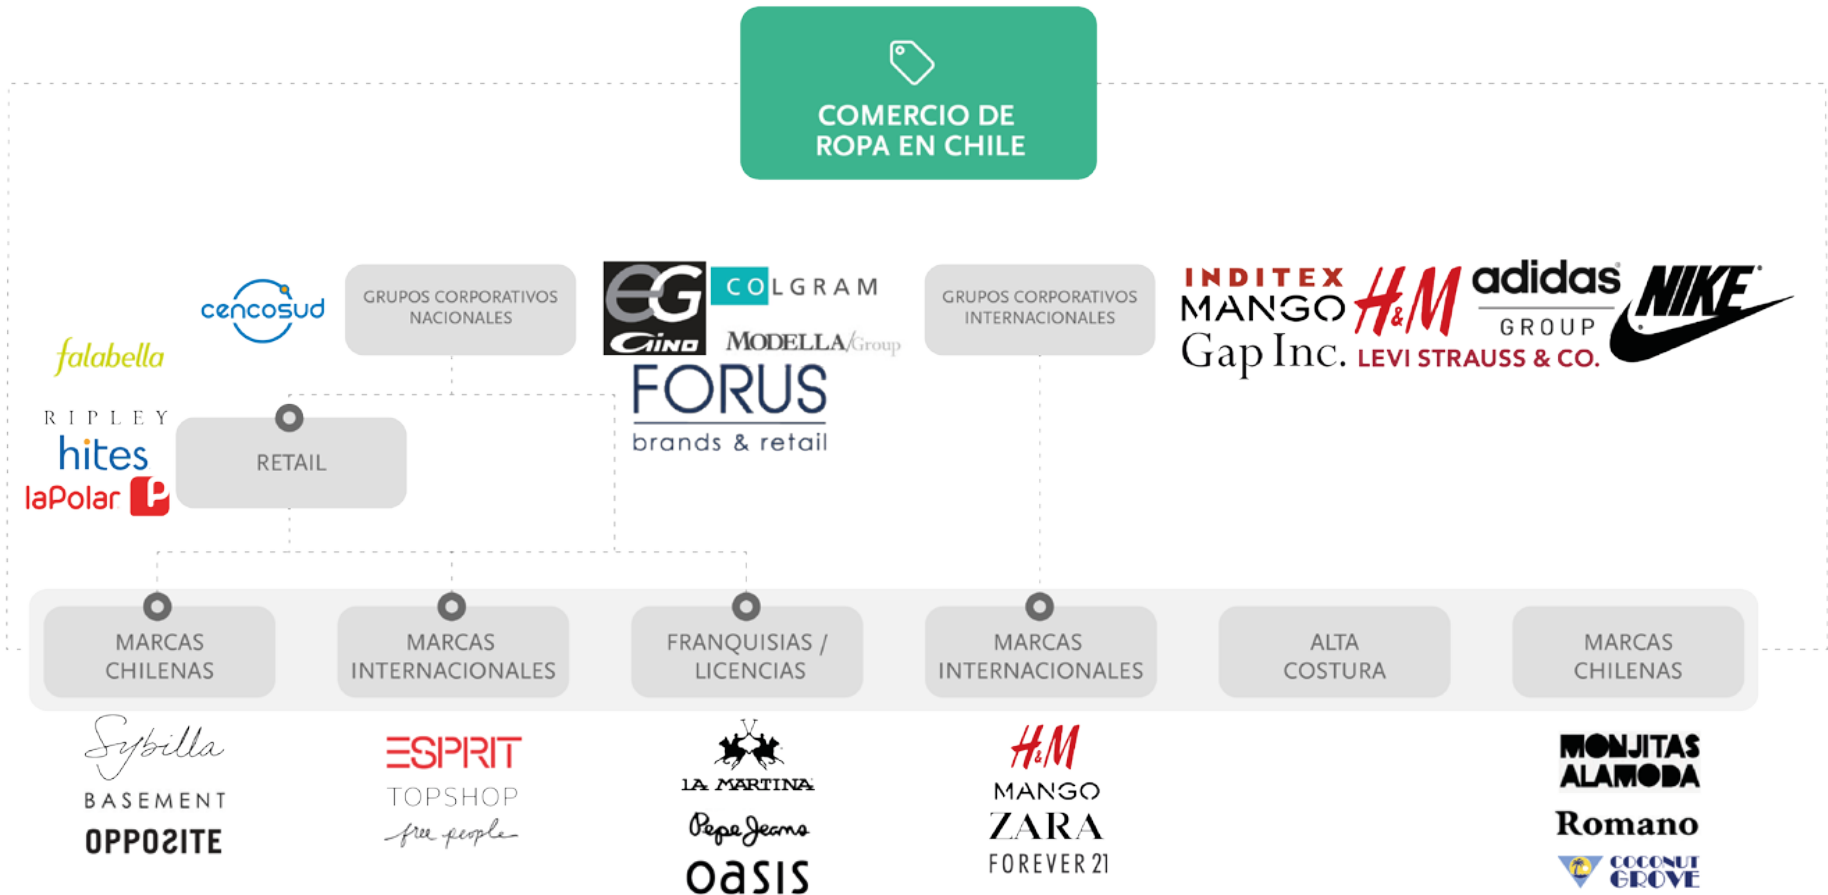 COMERCIO DE
ROPA EN CHILE
cencosud
falabella
RIPLEY
hites
laPolar
GRUPOS CORPORATIVOS
NACIONALES
RETAIL
eG
Gino
COLGRAM
MODELLA/Group
FORUS
brands & retail
GRUPOS CORPORATIVOS
INTERNACIONALES
INDITEX
MANGO
Gap Inc.
H&M
LEVI STRAUSS & CO.
adidas
GROUP
NIKE
MARCAS
CHILENAS
MARCAS
INTERNACIONALES
FRANQUISIAS /
LICENCIAS
MARCAS
INTERNACIONALES
ALTA
COSTURA
MARCAS
CHILENAS
Sybilla
BASEMENT
OPPOSITE
ESPRIT
TOPSHOP
free people
LA MARTINA
Pepe Jeans
oasis
H&M
MANGO
ZARA
FOREVER 21
MONJITAS
ALAMODA
Romano
COCONUT
GROVE